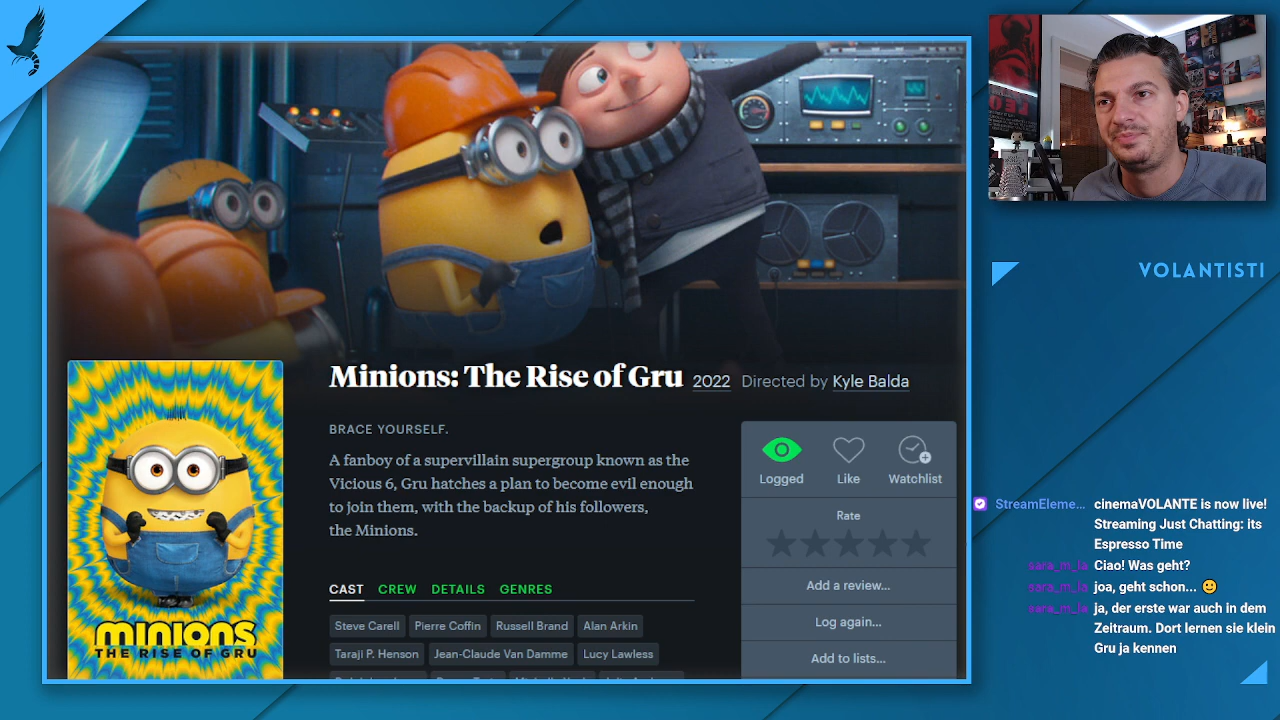 Minions: The Rise of Gru 2022 Directed by Kyle Balda
BRACE YOURSELF.
A fanboy of a supervillain supergroup known as the
Vicious 6, Gru hatches a plan to become evil enough
to join them, with the backup of his followers,
the Minions.
CAST CREW DETAILS GENRES
Steve Carell Pierre Coffin Russell Brand Alan Arkin
Taraji P. Henson Jean-Claude Van Damme Lucy Lawless
Logged Like Watchlist
Rate
Add a review...
Log again...
Add to lists...
minions
THE RISE OF GRU
VOLANTISTI
StreamEleme... cinemaVOLANTE is now live!
Streaming Just Chatting: its
Espresso Time
sara_m_la Ciao! Was geht?
sara_m_la joa, geht schon...
sara_m_la ja, der erste war auch in dem
Zeitraum. Dort lernen sie klein
Gru ja kennen